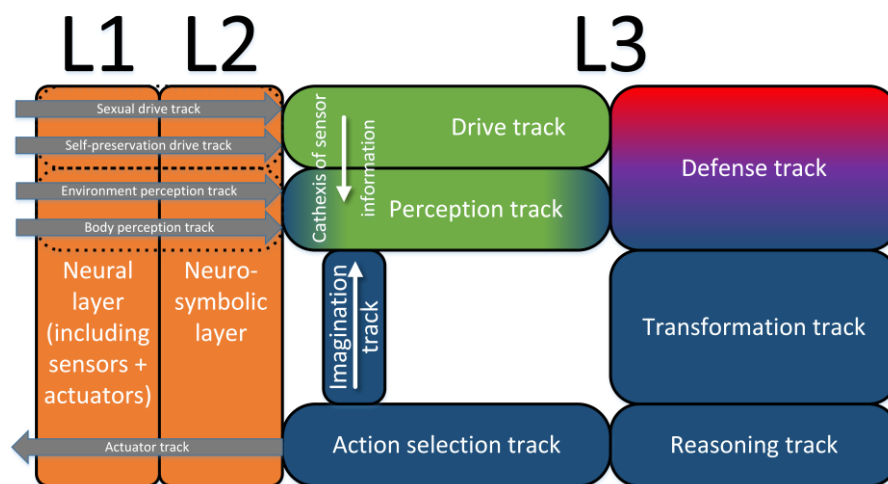 L1
L2
L3
Sexual drive track
Self-preservation drive track
Environment perception track
Body perception track
Cathexis of sensor
information
Drive track
Perception track
Defense track
Neural
layer
(including
sensors +
actuators)
Neuro-
symbolic
layer
Imagination
track
Transformation track
Actuator track
Action selection track
Reasoning track